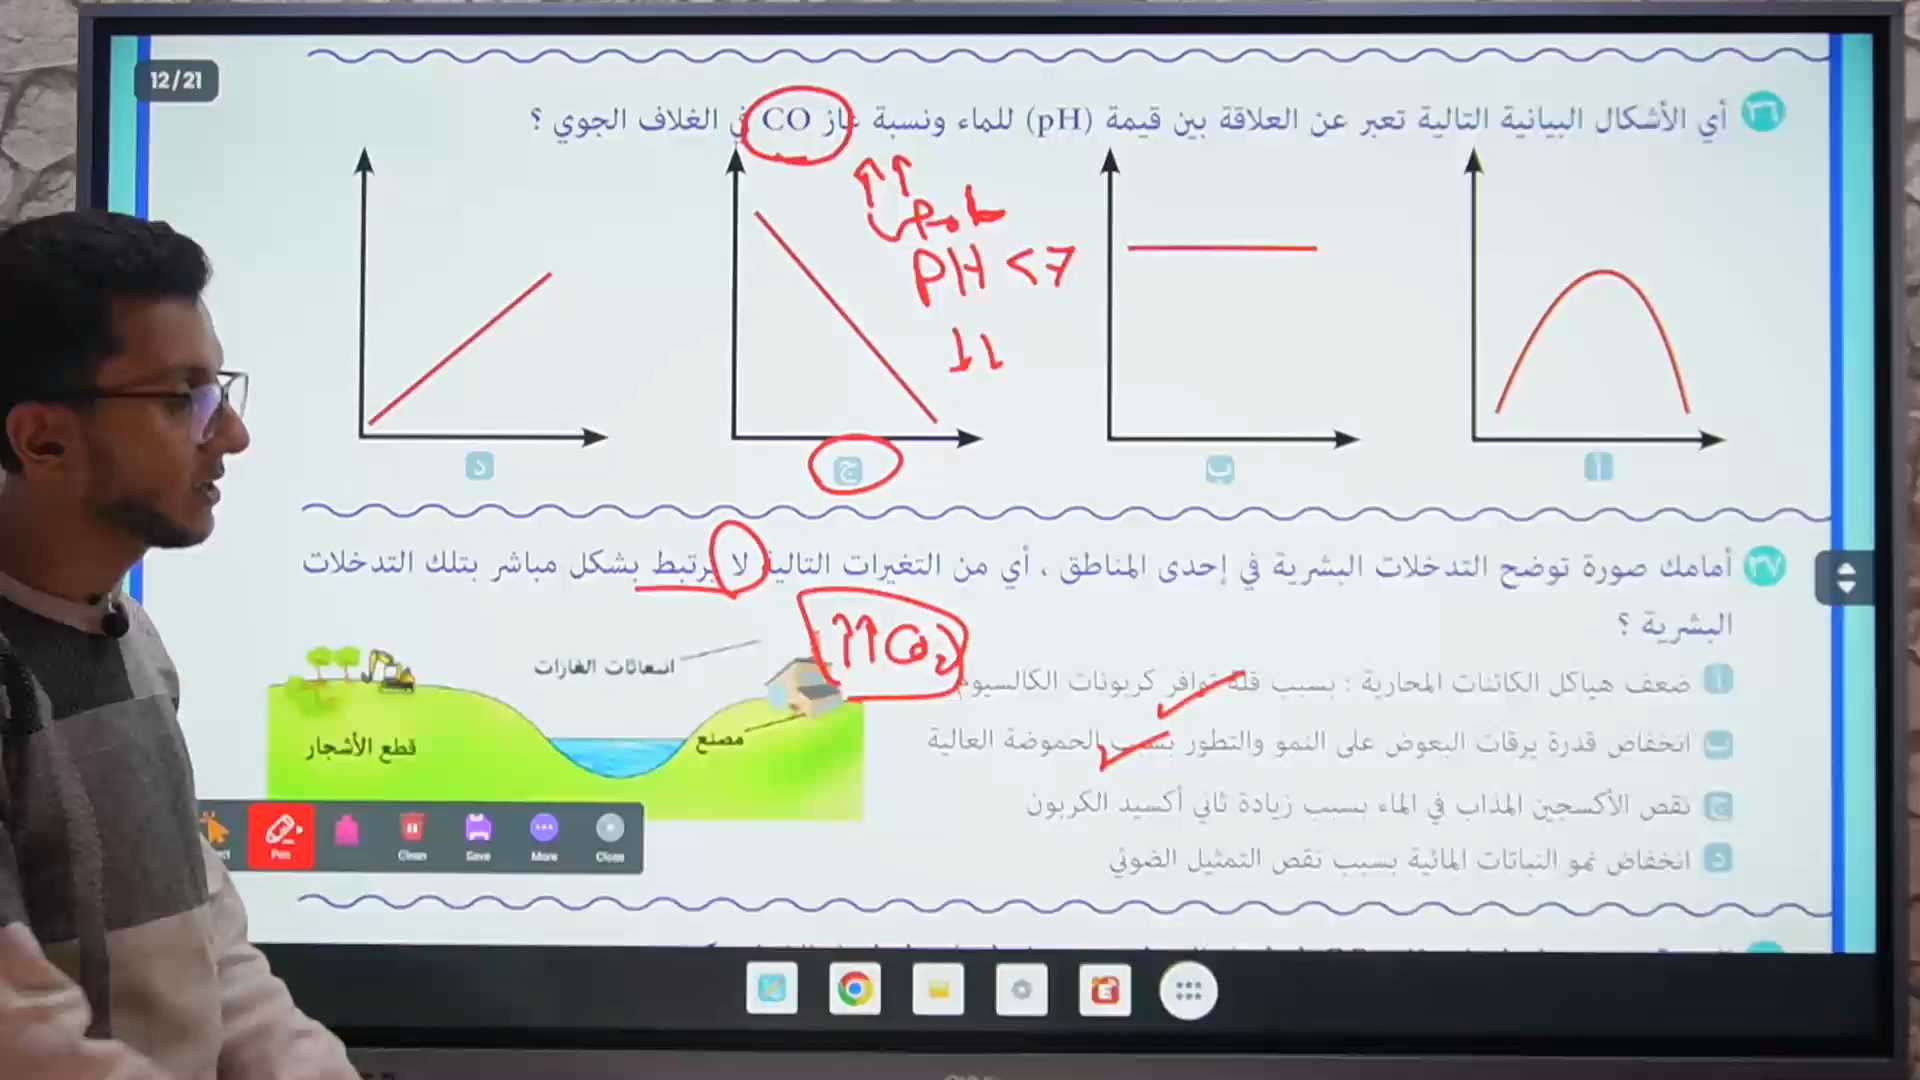 12/21
٣٦ أي الأشكال البيانية التالية تعبر عن العلاقة بين قيمة (pH) للماء ونسبة غاز CO في الغلاف الجوي ؟
PH <7
أ
ب
ج
د
٣٧ أمامك صورة توضح التدخلات البشرية في إحدى المناطق ، أي من التغيرات التالية لا يرتبط بشكل مباشر بتلك التدخلات
البشرية ؟
CO₂
أ ضعف هياكل الكائنات المحارية : بسبب قلة توافر كربونات الكالسيوم
ب انخفاض قدرة يرقات البعوض على النمو والتطور بسبب الحموضة العالية
ج نقص الأكسجين المذاب في الماء بسبب زيادة ثاني أكسيد الكربون
د انخفاض نمو النباتات المائية بسبب نقص التمثيل الضوئي
انبعاثات الغازات
مصنع
قطع الأشجار
Pen
Clean
Save
More
Close